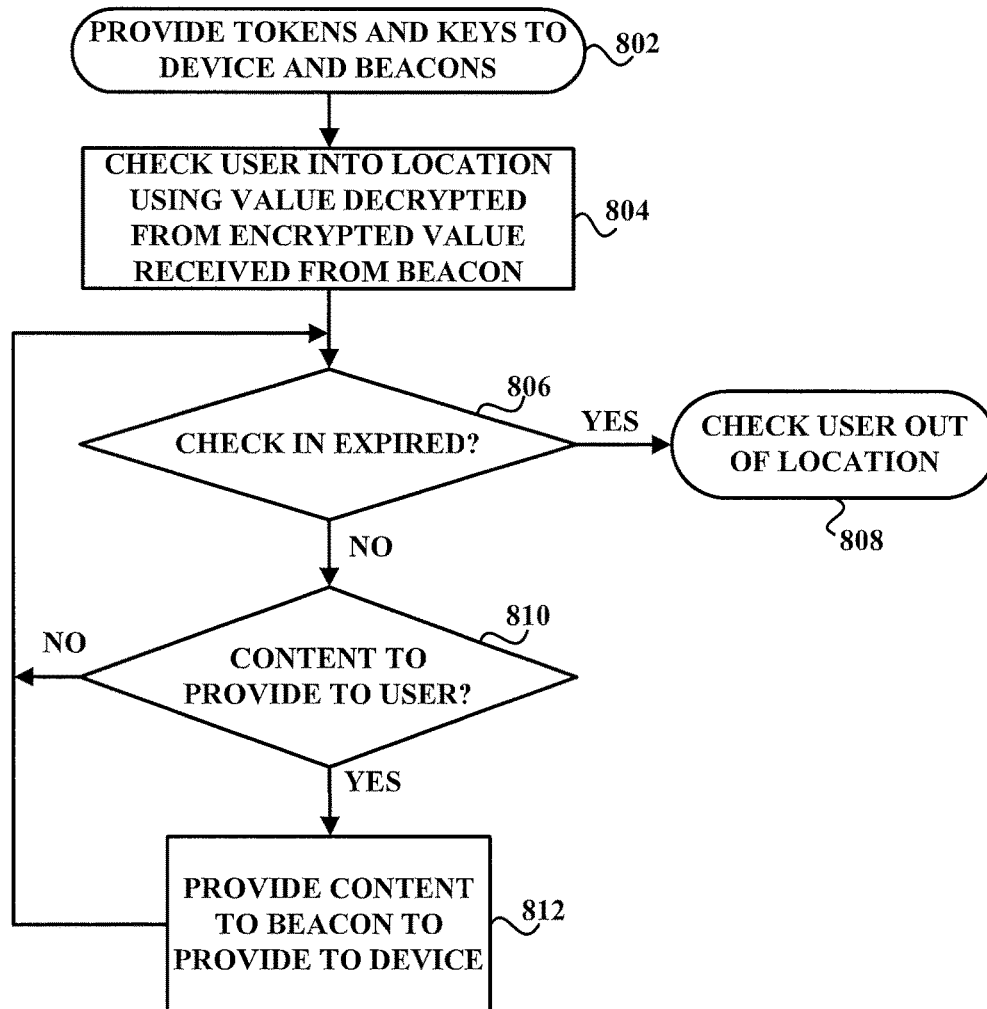 PROVIDE TOKENS AND KEYS TO
DEVICE AND BEACONS
802
CHECK USER INTO LOCATION
USING VALUE DECRYPTED
FROM ENCRYPTED VALUE
RECEIVED FROM BEACON
804
806
CHECK IN EXPIRED?
YES
CHECK USER OUT
OF LOCATION
808
NO
810
NO
CONTENT TO
PROVIDE TO USER?
YES
PROVIDE CONTENT
TO BEACON TO
PROVIDE TO DEVICE
812